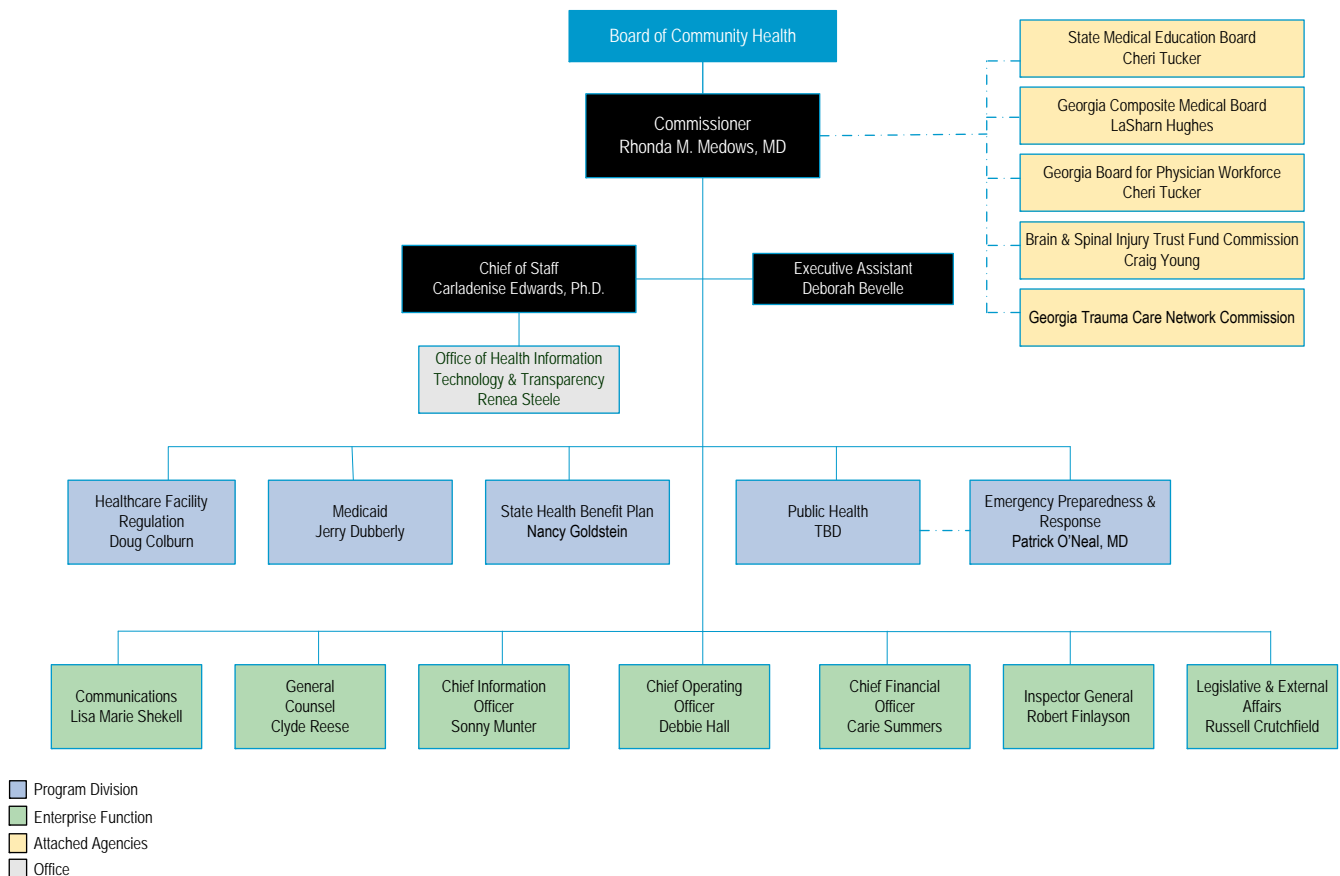 Board of Community Health
Commissioner
Rhonda M. Medows, MD
State Medical Education Board
Cheri Tucker
Georgia Composite Medical Board
LaSharn Hughes
Georgia Board for Physician Workforce
Cheri Tucker
Brain & Spinal Injury Trust Fund Commission
Craig Young
Georgia Trauma Care Network Commission
Chief of Staff
Carladenise Edwards, Ph.D.
Executive Assistant
Deborah Bevelle
Office of Health Information
Technology & Transparency
Renea Steele
Healthcare Facility
Regulation
Doug Colburn
Medicaid
Jerry Dubberly
State Health Benefit Plan
Nancy Goldstein
Public Health
TBD
Emergency Preparedness &
Response
Patrick O’Neal, MD
Communications
Lisa Marie Shekell
General
Counsel
Clyde Reese
Chief Information
Officer
Sonny Munter
Chief Operating
Officer
Debbie Hall
Chief Financial
Officer
Carie Summers
Inspector General
Robert Finlayson
Legislative & External
Affairs
Russell Crutchfield
Program Division
Enterprise Function
Attached Agencies
Office